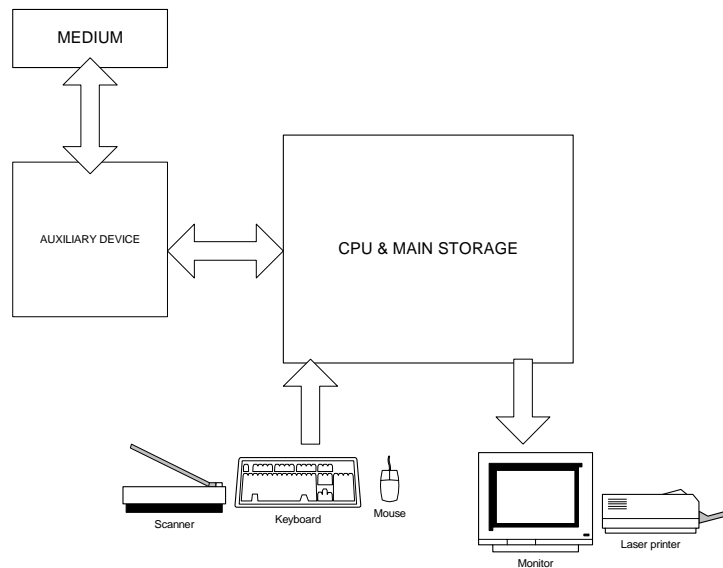 MEDIUM
AUXILIARY DEVICE
CPU & MAIN STORAGE
Scanner
Keyboard
Mouse
Monitor
Laser printer